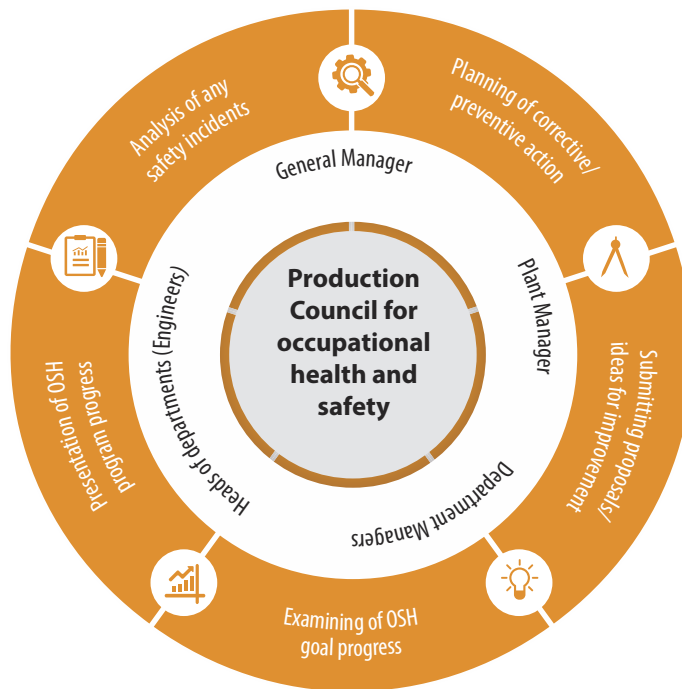 Production
Council for
occupational
health and
safety
General Manager
Plant Manager
Department Managers
Heads of departments (Engineers)
Planning of corrective/
preventive action
Submitting proposals/
ideas for improvement
Examining of OSH
goal progress
Presentation of HSO
program progress
Analysis of any
safety incidents